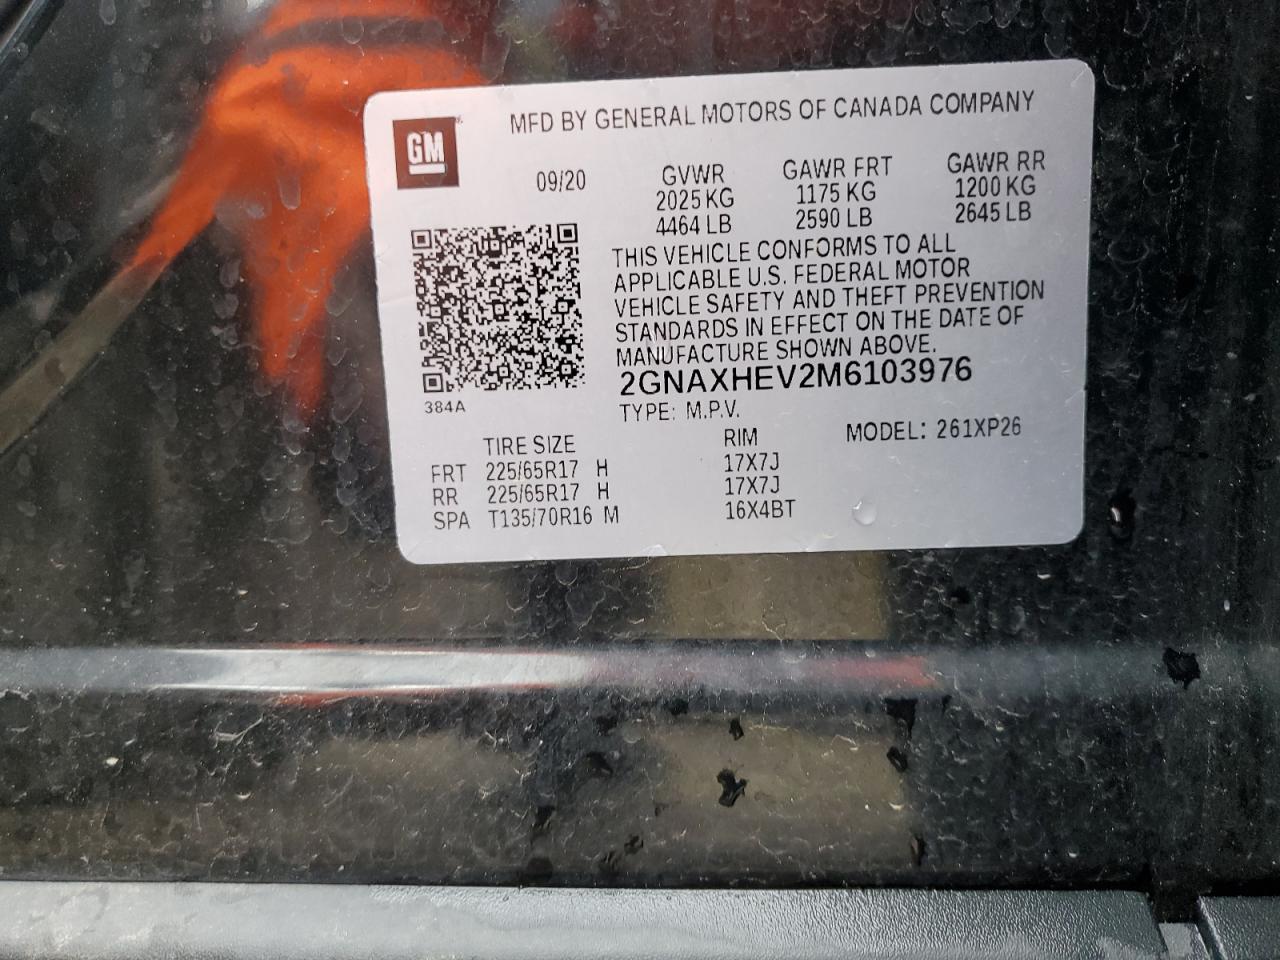 MFD BY GENERAL MOTORS OF CANADA COMPANY
GM
09/20
GVWR
2025 KG
4464 LB
GAWR FRT
1175 KG
2590 LB
GAWR RR
1200 KG
2645 LB
THIS VEHICLE CONFORMS TO ALL
APPLICABLE U.S. FEDERAL MOTOR
VEHICLE SAFETY AND THEFT PREVENTION
STANDARDS IN EFFECT ON THE DATE OF
MANUFACTURE SHOWN ABOVE.
2GNAXHEV2M6103976
384A
TYPE: M.P.V.
MODEL: 261XP26
TIRE SIZE RIM
FRT 225/65R17 H 17X7J
RR 225/65R17 H 17X7J
SPA T135/70R16 M 16X4BT